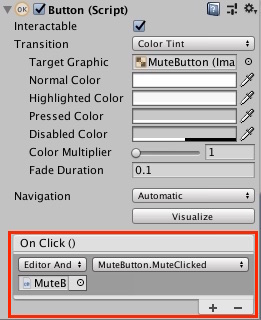 OK Button (Script)
Interactable
Transition Color Tint
Target Graphic MuteButton (Ima
Normal Color
Highlighted Color
Pressed Color
Disabled Color
Color Multiplier 1
Fade Duration 0.1
Navigation Automatic
Visualize
On Click ()
Editor And MuteButton.MuteClicked
MuteB